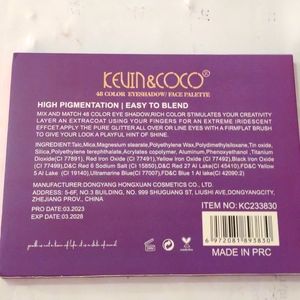 KEVIN&COCO®
48 COLOR EYESHADOW/ FACE PALETTE
HIGH PIGMENTATION | EASY TO BLEND
MIX AND MATCH 48 COLOR EYE SHADOW,RICH COLOR STIMULATES YOUR CREATIVITY
LAYER AN EXTRACOAT USING YOUR FINGERS FOR AN EXTREME IRIDESCENT
EFFCET.APPLY THE PURE GLITTER ALL OVER OR LINE EYES WITH A FIRMFLAT BRUSH
TO GIVE YOUR LOOK A PLAYFUL HINT OF SHINE.
INGREDIENT:Talc,Mica,Magnesium stearate,Polyethylene Wax,Polydimethylsiloxane,Tin oxide,
Silica,Polyethylene terephthalate,Acrylates copolymer, Aluminum,Phenoxyethanol,Titanium
Dioxide(CI 77891), Red Iron Oxide (CI 77491),Yellow Iron Oxide(CI 77492),Black Iron Oxide
(CI 77499),D&C Red 6 Sodium Salt (CI 15850),D&C Red (CI 17200),FD&C Yellow 5 Al lake
(CI 19140),Ultramarine Blue(CI 77007),FD&C Blue 1 Al lake(CI 42090:2)
MANUFACTORER:DONGYANG HONGXUAN COSMETICS CO., LTD.
ADDRESS: 5-6F, NO.3 BUILDING, NO. 999 SHUGUANG ST, LIUSHI AVE,DONGYANGCITY,
ZHEJIANG PROV., CHINA
PRO DATE:03.2023
EXP DATE:03.2028
ITEM NO: KC233830
6 972081 893830
MADE IN PRC